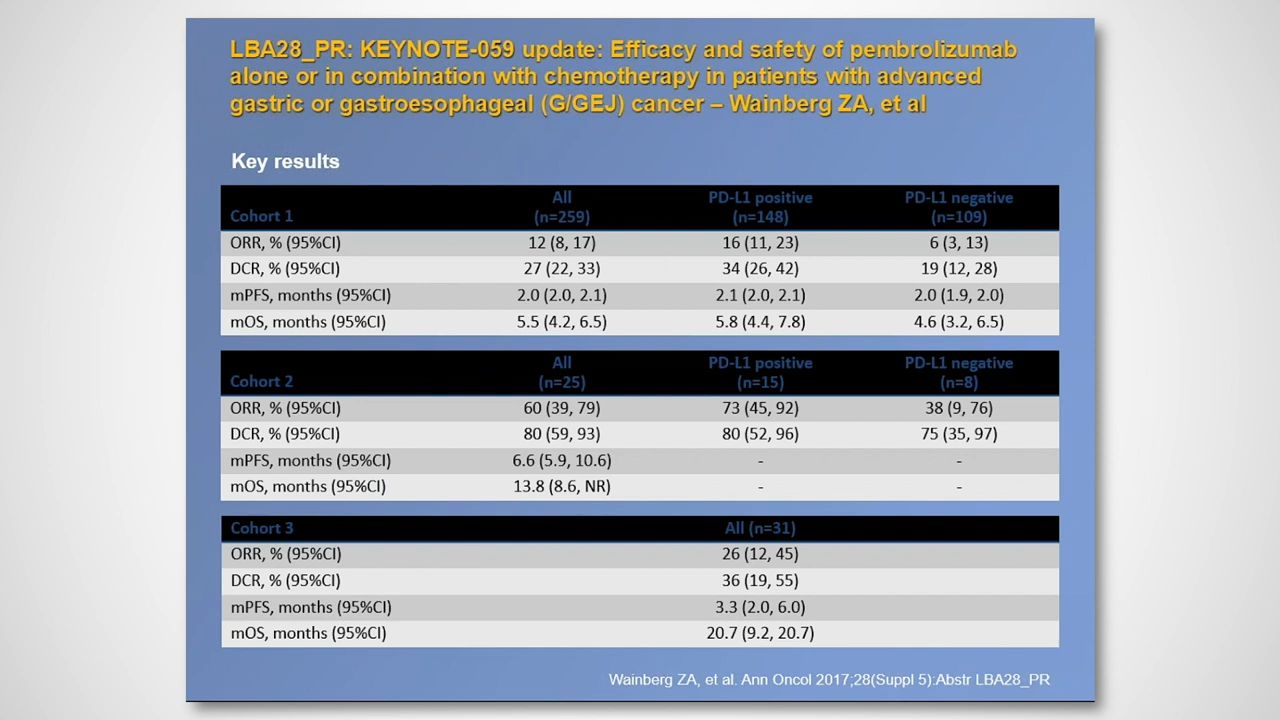 LBA28_PR: KEYNOTE-059 update: Efficacy and safety of pembrolizumab
alone or in combination with chemotherapy in patients with advanced
gastric or gastroesophageal (G/GEJ) cancer – Wainberg ZA, et al
Key results
Cohort 1 All (n=259) PD-L1 positive (n=148) PD-L1 negative (n=109)
ORR, % (95%CI) 12 (8, 17) 16 (11, 23) 6 (3, 13)
DCR, % (95%CI) 27 (22, 33) 34 (26, 42) 19 (12, 28)
mPFS, months (95%CI) 2.0 (2.0, 2.1) 2.1 (2.0, 2.1) 2.0 (1.9, 2.0)
mOS, months (95%CI) 5.5 (4.2, 6.5) 5.8 (4.4, 7.8) 4.6 (3.2, 6.5)
Cohort 2 All (n=25) PD-L1 positive (n=15) PD-L1 negative (n=8)
ORR, % (95%CI) 60 (39, 79) 73 (45, 92) 38 (9, 76)
DCR, % (95%CI) 80 (59, 93) 80 (52, 96) 75 (35, 97)
mPFS, months (95%CI) 6.6 (5.9, 10.6) - -
mOS, months (95%CI) 13.8 (8.6, NR) - -
Cohort 3 All (n=31)
ORR, % (95%CI) 26 (12, 45)
DCR, % (95%CI) 36 (19, 55)
mPFS, months (95%CI) 3.3 (2.0, 6.0)
mOS, months (95%CI) 20.7 (9.2, 20.7)
Wainberg ZA, et al. Ann Oncol 2017;28(Suppl 5):Abstr LBA28_PR